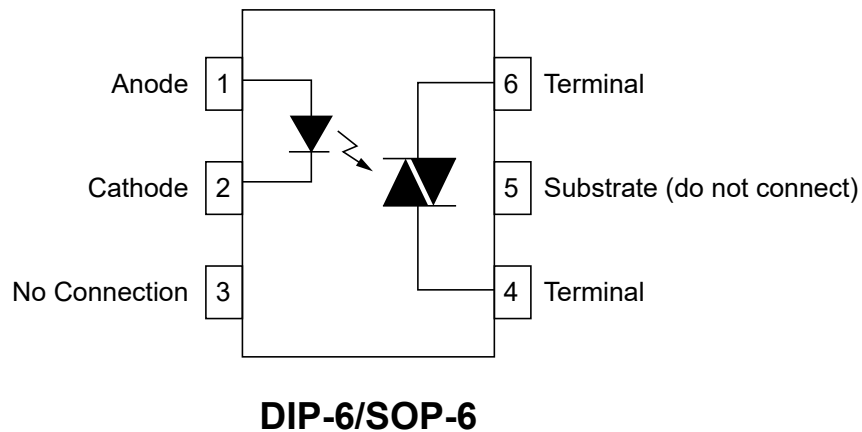 Anode 1 6 Terminal
Cathode 2 5 Substrate (do not connect)
No Connection 3 4 Terminal
DIP-6/SOP-6